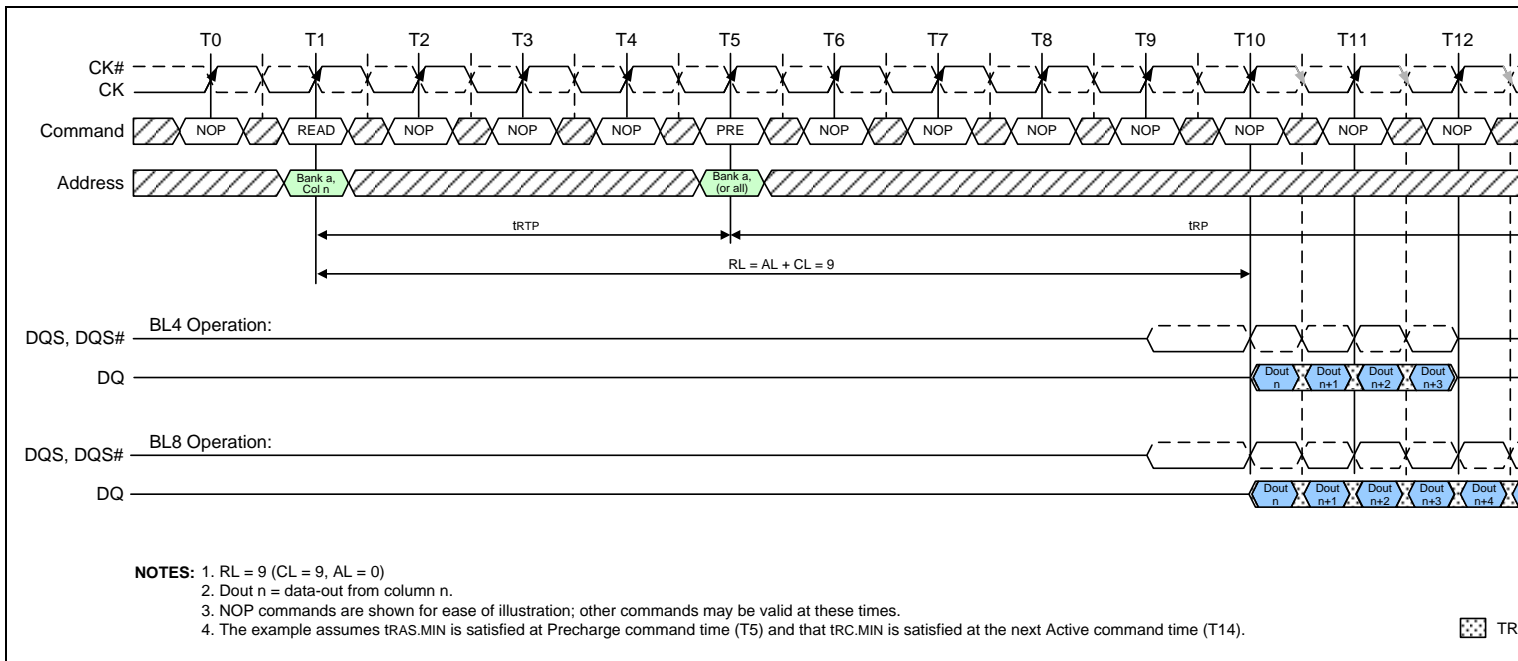 T0 T1 T2 T3 T4 T5 T6 T7 T8 T9 T10 T11 T12
CK#
CK
Command NOP READ NOP NOP NOP PRE NOP NOP NOP NOP NOP NOP NOP
Address Bank a, Col n Bank a, (or all)
tRTP tRP
RL = AL + CL = 9
BL4 Operation:
DQS, DQS#
DQ Dout n Dout n+1 Dout n+2 Dout n+3
BL8 Operation:
DQS, DQS#
DQ Dout n Dout n+1 Dout n+2 Dout n+3 Dout n+4
NOTES: 1. RL = 9 (CL = 9, AL = 0)
2. Dout n = data-out from column n.
3. NOP commands are shown for ease of illustration; other commands may be valid at these times.
4. The example assumes tRAS.MIN is satisfied at Precharge command time (T5) and that tRC.MIN is satisfied at the next Active command time (T14).
TR